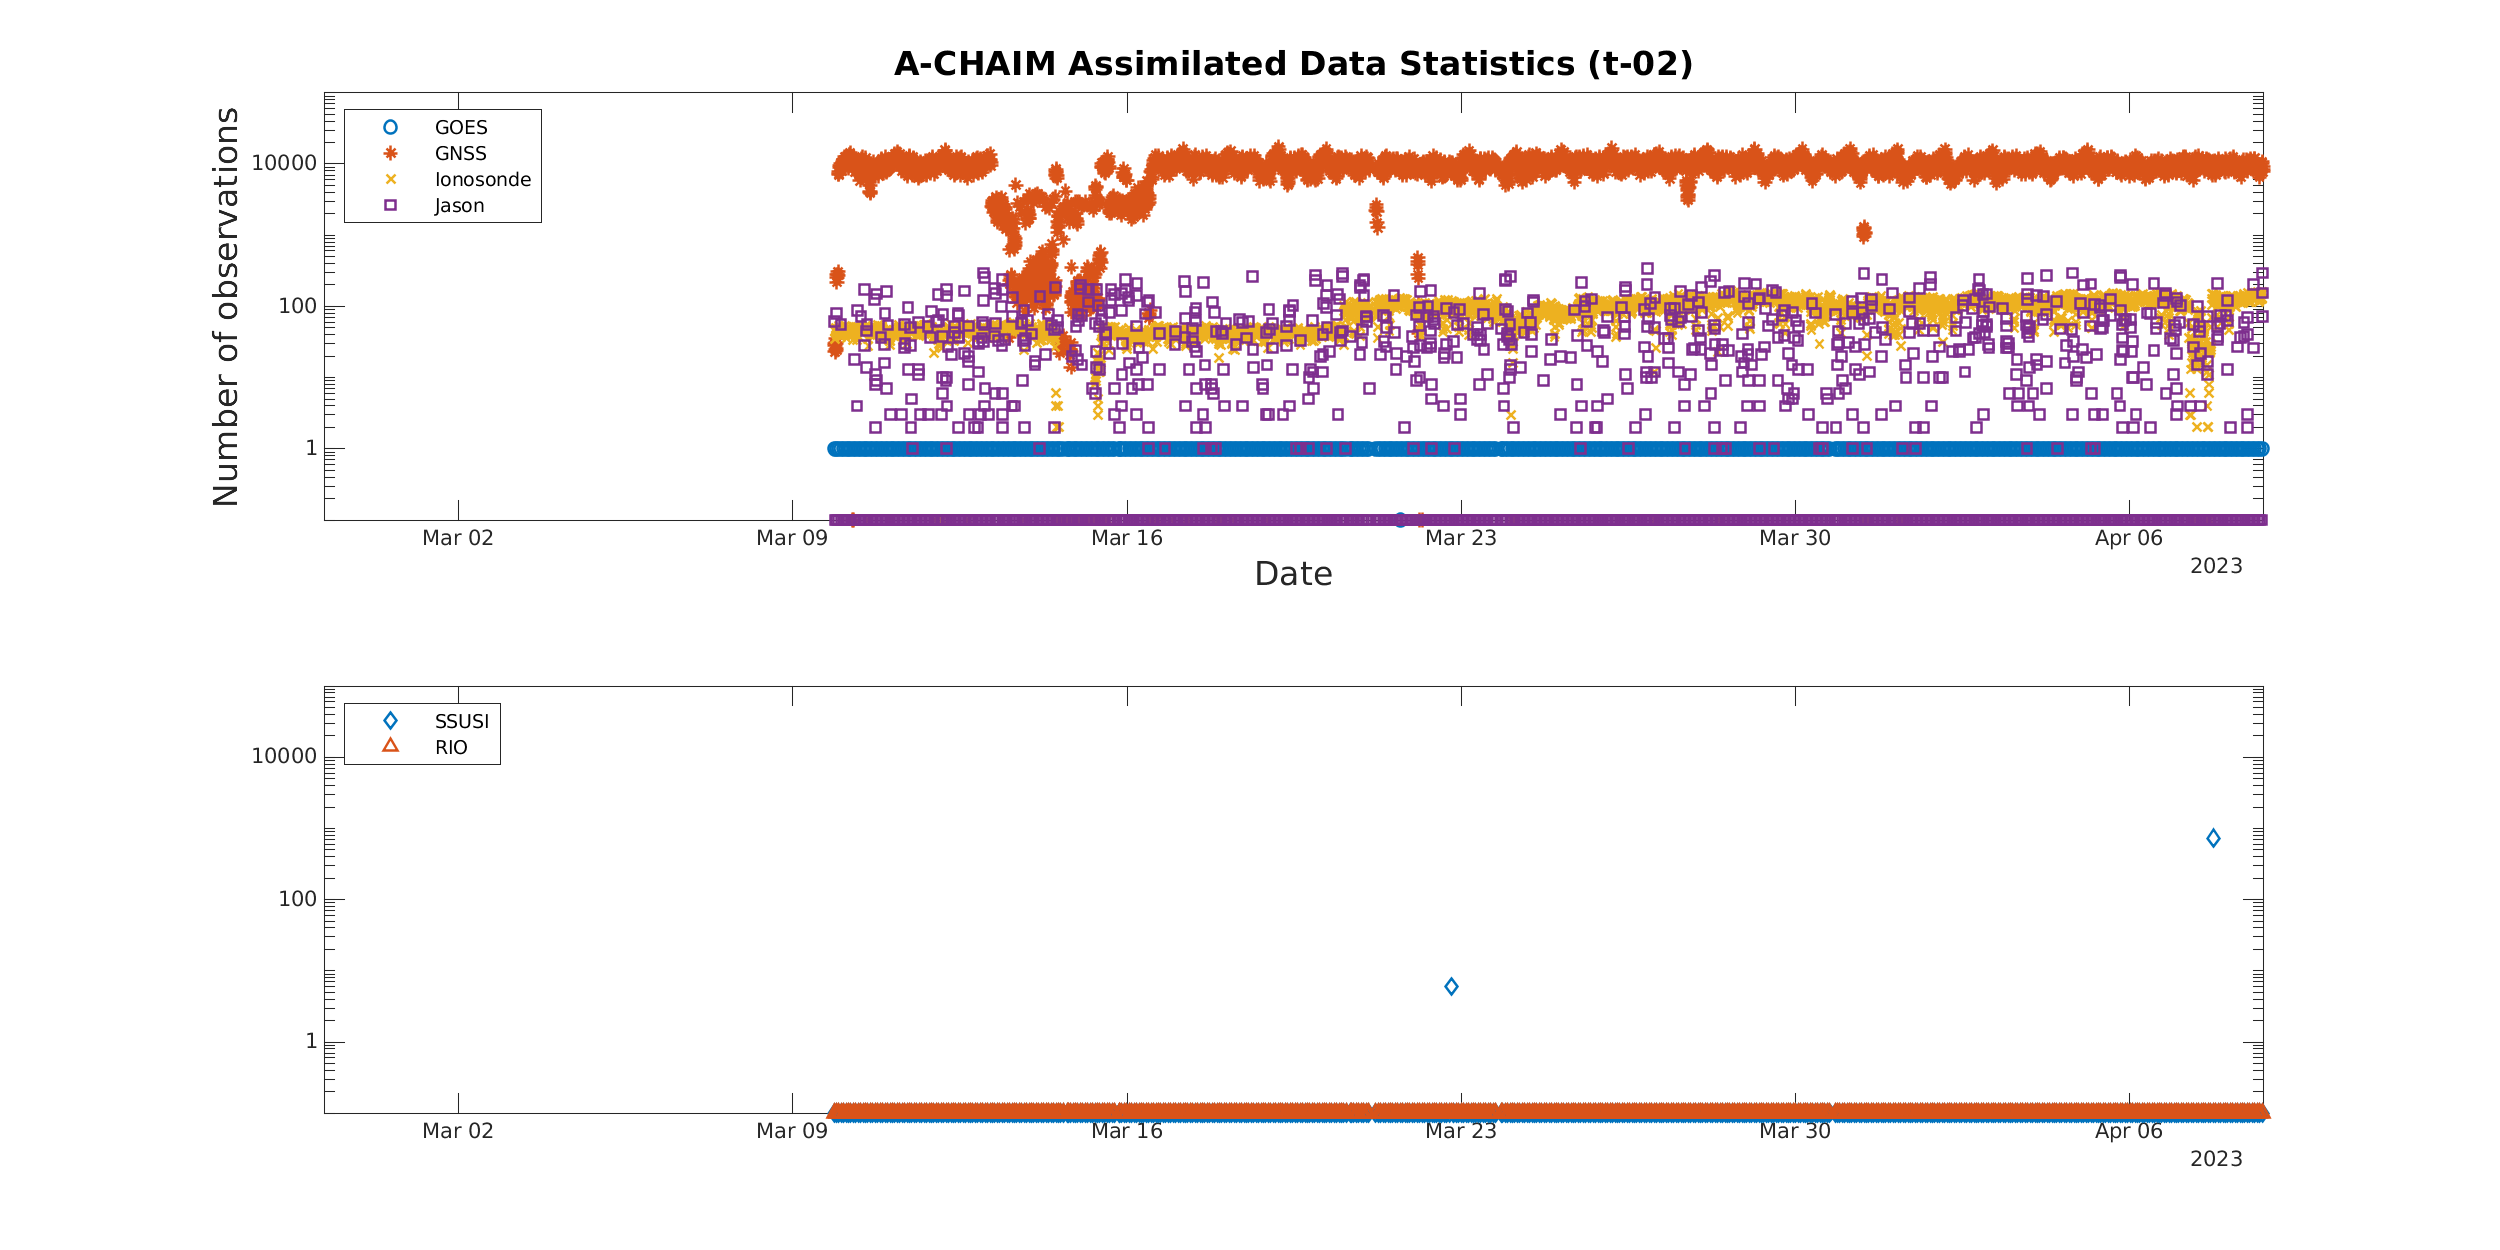 A-CHAIM Assimilated Data Statistics (t-02)
Number of observations
10000
100
1
GOES
GNSS
Ionosonde
Jason
Mar 02
Mar 09
Mar 16
Mar 23
Mar 30
Apr 06
2023
Date
10000
100
1
SSUSI
RIO
Mar 02
Mar 09
Mar 16
Mar 23
Mar 30
Apr 06
2023